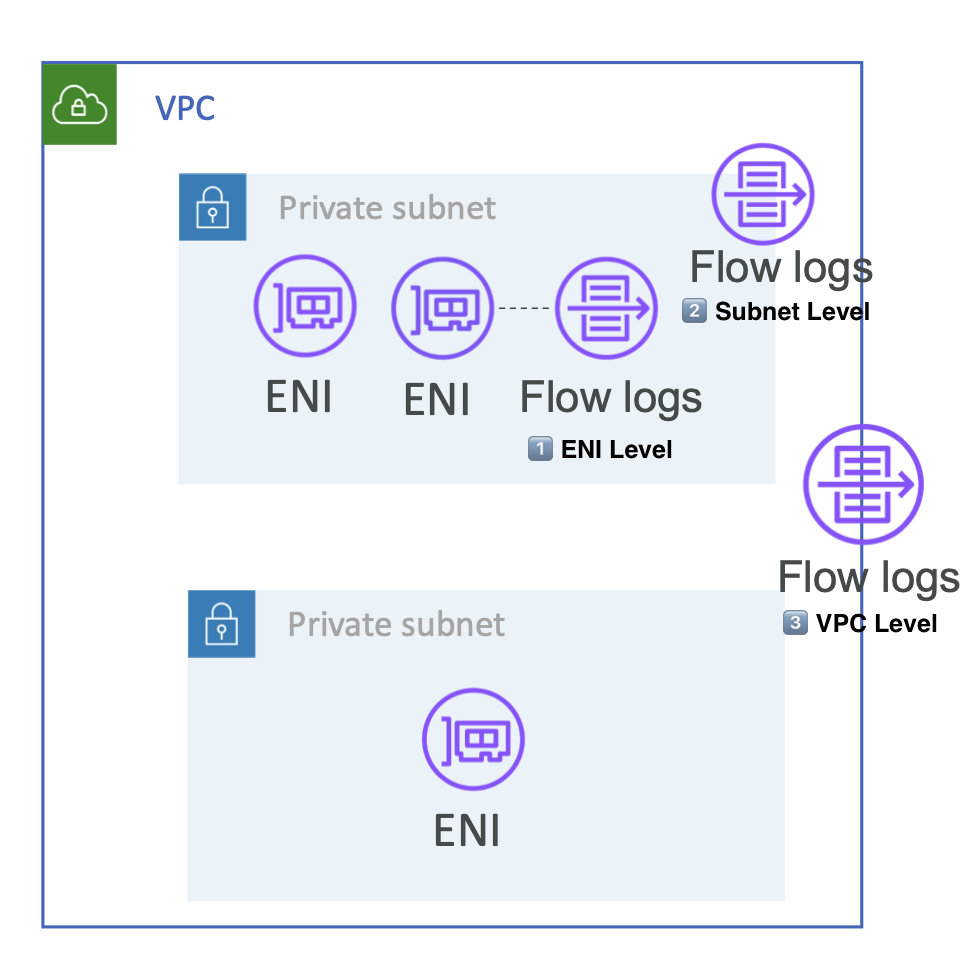 VPC
Private subnet
Flow logs
2 Subnet Level
ENI
ENI
Flow logs
1 ENI Level
Flow logs
3 VPC Level
Private subnet
ENI